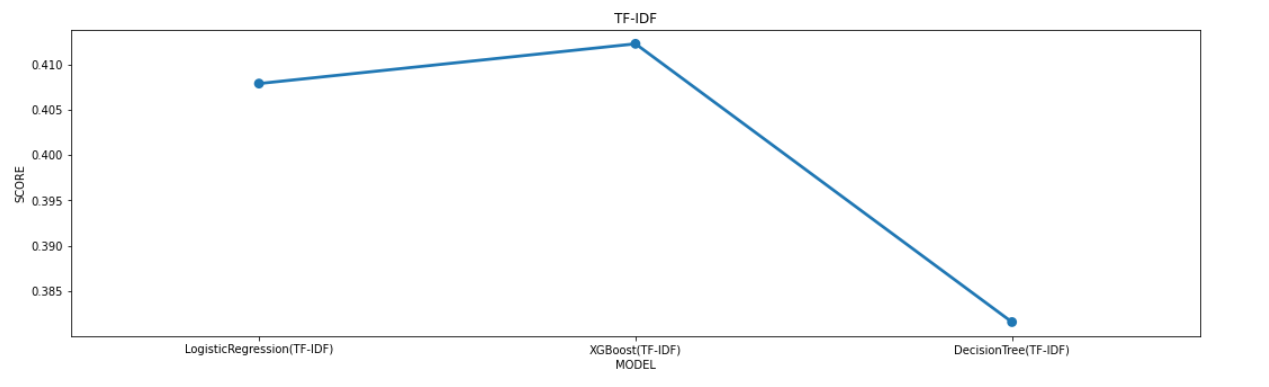 TF-IDF
0.410
0.405
0.400
0.395
0.390
0.385
SCORE
LogisticRegression(TF-IDF) XGBoost(TF-IDF) DecisionTree(TF-IDF)
MODEL